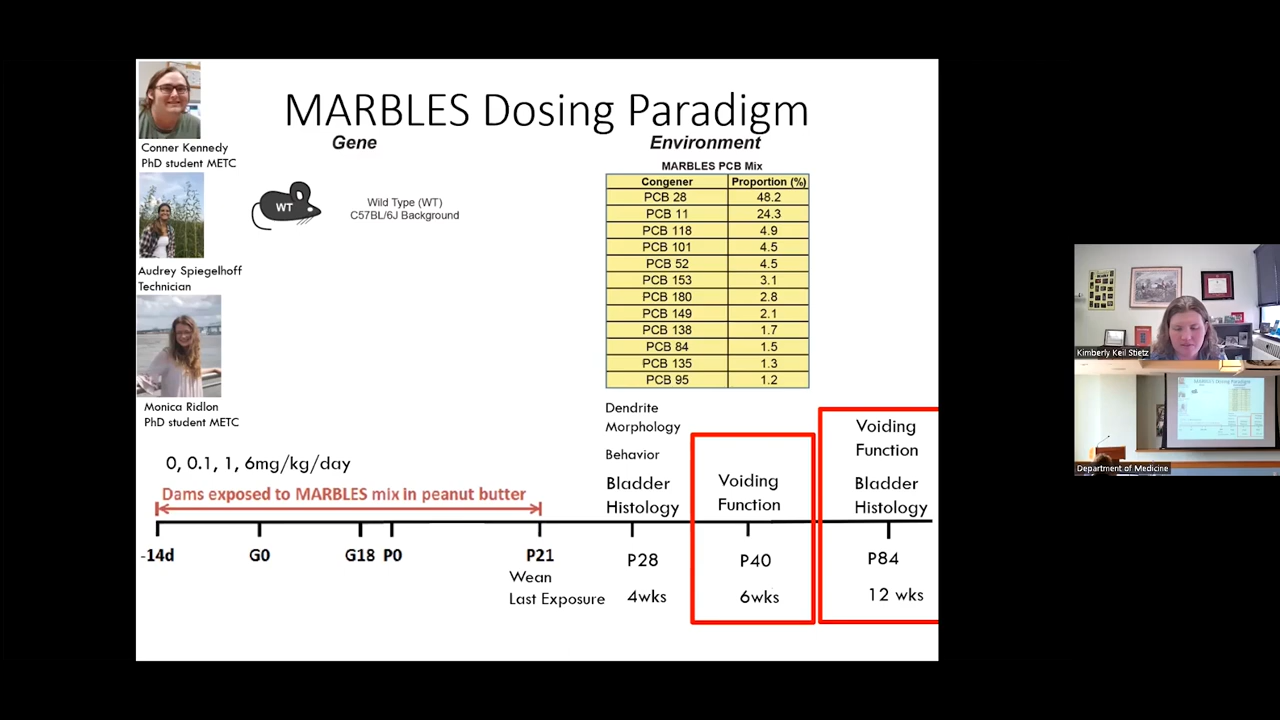 MARBLES Dosing Paradigm
Gene
Environment
Conner Kennedy
PhD student METC
Audrey Spiegelhoff
Technician
Monica Ridlon
PhD student METC
WT
Wild Type (WT)
C57BL/6J Background
MARBLES PCB Mix
Congener Proportion (%)
PCB 28 48.2
PCB 11 24.3
PCB 118 4.9
PCB 101 4.5
PCB 52 4.5
PCB 153 3.1
PCB 180 2.8
PCB 149 2.1
PCB 138 1.7
PCB 84 1.5
PCB 135 1.3
PCB 95 1.2
0, 0.1, 1, 6mg/kg/day
Dams exposed to MARBLES mix in peanut butter
-14d G0 G18 P0 P21
Wean
Last Exposure
Dendrite
Morphology
Behavior
Bladder
Histology
P28
4wks
Voiding
Function
P40
6wks
Voiding
Function
Bladder
Histology
P84
12 wks
Kimberly Keil Stietz
MARBLES Dosing Paradigm
Department of Medicine